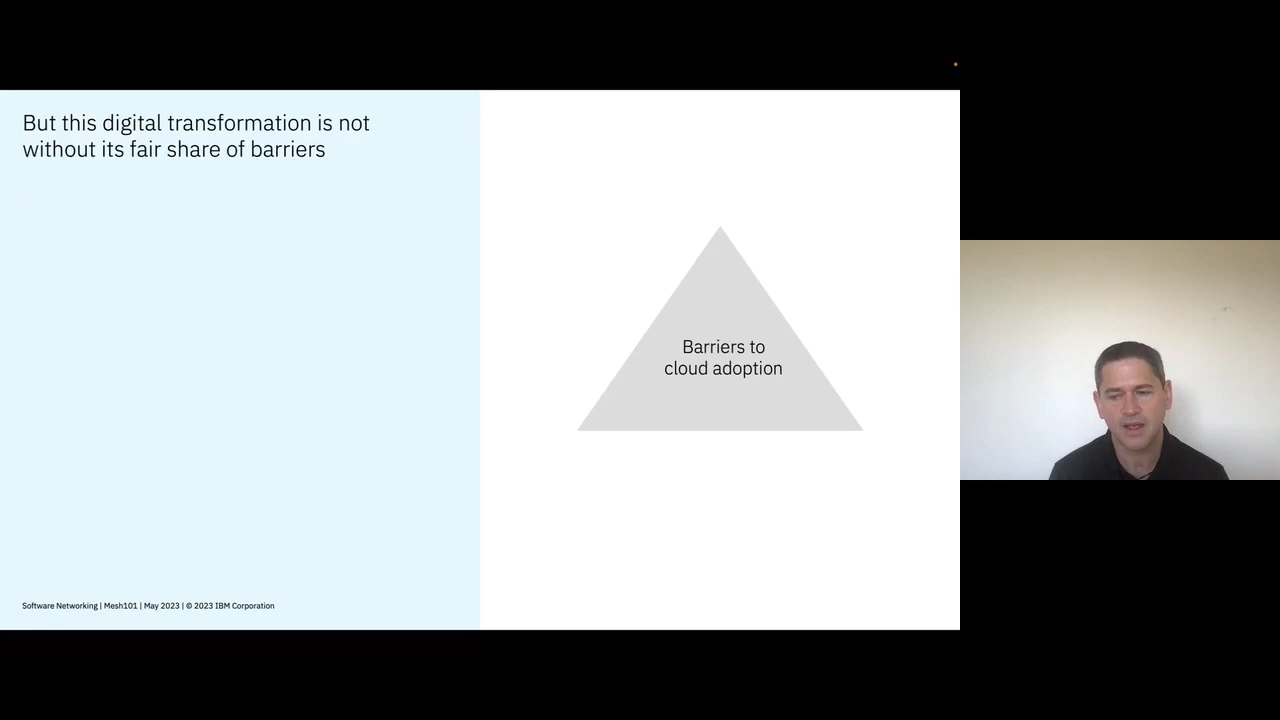 But this digital transformation is not
without its fair share of barriers
Barriers to
cloud adoption
Software Networking | Mesh101 | May 2023 | © 2023 IBM Corporation